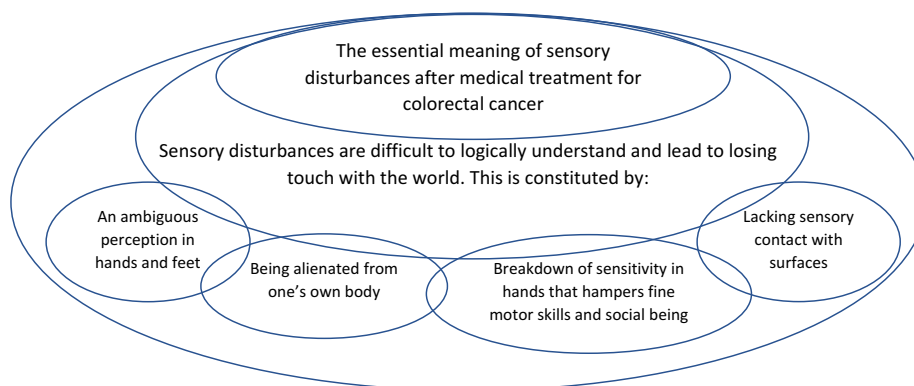 The essential meaning of sensory
disturbances after medical treatment for
colorectal cancer
Sensory disturbances are difficult to logically understand and lead to losing
touch with the world. This is constituted by:
An ambiguous
perception in
hands and feet
Being alienated from
one’s own body
Breakdown of sensitivity in
hands that hampers fine
motor skills and social being
Lacking sensory
contact with
surfaces